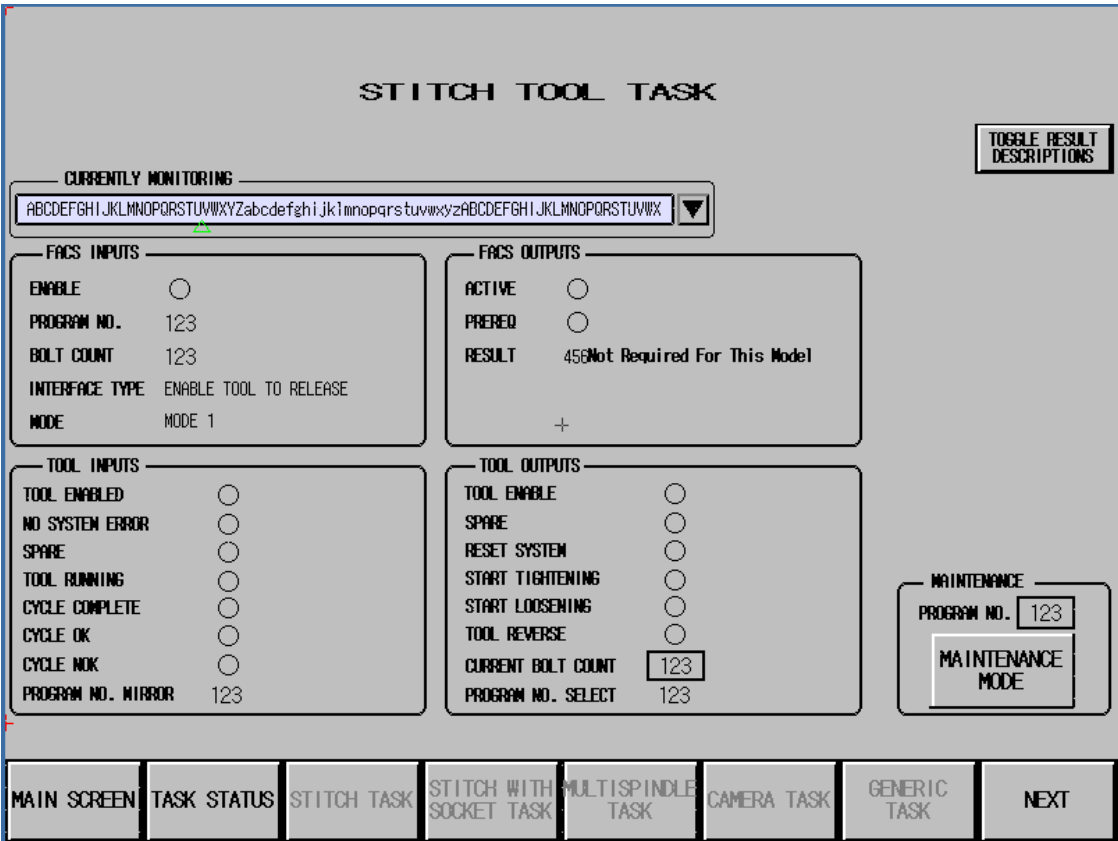 STITCH TOOL TASK
TOGGLE RESULT
DESCRIPTIONS
CURRENTLY MONITORING
ABCDEFGHIJKLMNOPQRSTUVWXYZabcdefghijklmnopqrstuvwxyzABCDEFGHIJKLMNOPQRSTUVWX
FACS INPUTS
ENABLE
PROGRAM NO. 123
BOLT COUNT 123
INTERFACE TYPE ENABLE TOOL TO RELEASE
MODE MODE 1
FACS OUTPUTS
ACTIVE
PREREQ
RESULT 456Not Required For This Model
TOOL INPUTS
TOOL ENABLED
NO SYSTEM ERROR
SPARE
TOOL RUNNING
CYCLE COMPLETE
CYCLE OK
CYCLE NOK
PROGRAM NO. MIRROR 123
TOOL OUTPUTS
TOOL ENABLE
SPARE
RESET SYSTEM
START TIGHTENING
START LOOSENING
TOOL REVERSE
CURRENT BOLT COUNT 123
PROGRAM NO. SELECT 123
MAINTENANCE
PROGRAM NO. 123
MAINTENANCE
MODE
MAIN SCREEN
TASK STATUS
STITCH TASK
STITCH WITH
SOCKET TASK
MULTISPINDLE
TASK
CAMERA TASK
GENERIC
TASK
NEXT